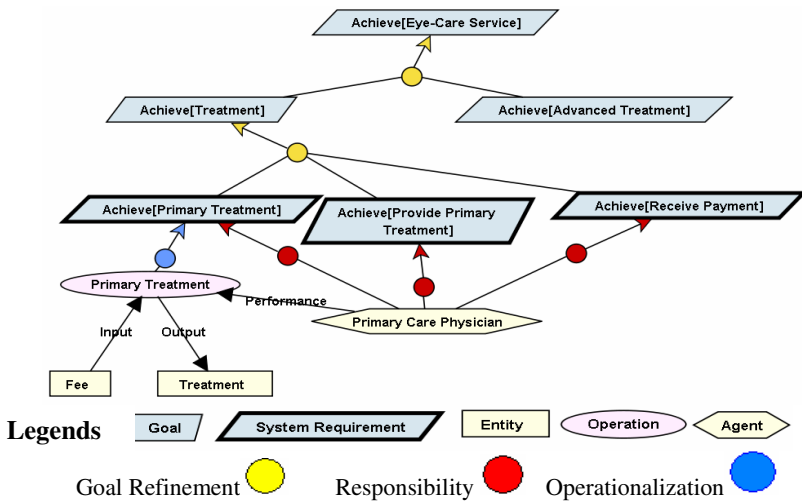 Achieve[Eye-Care Service]
Achieve[Treatment]
Achieve[Advanced Treatment]
Achieve[Primary Treatment]
Achieve[Provide Primary
Treatment]
Achieve[Receive Payment]
Primary Treatment
Performance
Primary Care Physician
Input
Output
Fee
Treatment
Legends
Goal
System Requirement
Entity
Operation
Agent
Goal Refinement
Responsibility
Operationalization